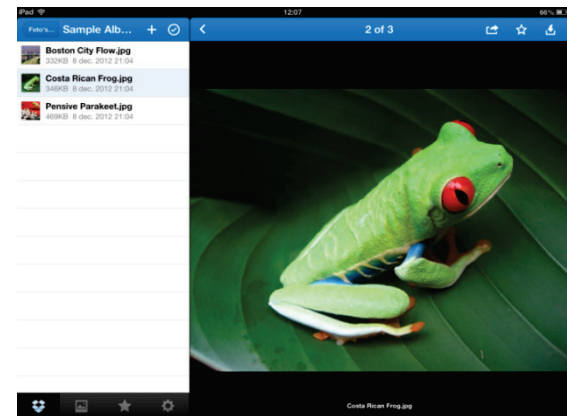 iPad 12:07 66%
Foto's... Sample Alb... + 2 of 3
Boston City Flow.jpg
332KB 8 dec. 2012 21:04
Costa Rican Frog.jpg
346KB 8 dec. 2012 21:04
Pensive Parakeet.jpg
469KB 8 dec. 2012 21:04
Costa Rican Frog.jpg